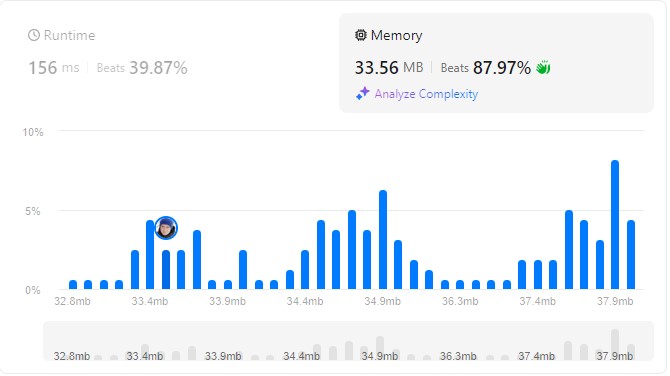 Runtime
156 ms | Beats 39.87%
Memory
33.56 MB | Beats 87.97%
Analyze Complexity
10%
5%
0%
32.8mb 33.4mb 33.9mb 34.4mb 34.9mb 36.3mb 37.4mb 37.9mb
32.8mb 33.4mb 33.9mb 34.4mb 34.9mb 36.3mb 37.4mb 37.9mb